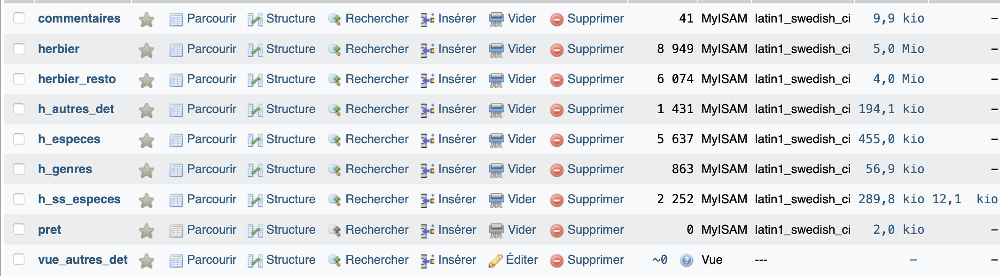 commentaires Parcourir Structure Rechercher Insérer Vider Supprimer 41 MyISAM latin1_swedish_ci 9,9 kio –
herbier Parcourir Structure Rechercher Insérer Vider Supprimer 8 949 MyISAM latin1_swedish_ci 5,0 Mio –
herbier_resto Parcourir Structure Rechercher Insérer Vider Supprimer 6 074 MyISAM latin1_swedish_ci 4,0 Mio –
h_autres_det Parcourir Structure Rechercher Insérer Vider Supprimer 1 431 MyISAM latin1_swedish_ci 194,1 kio –
h_especes Parcourir Structure Rechercher Insérer Vider Supprimer 5 637 MyISAM latin1_swedish_ci 455,0 kio –
h_genres Parcourir Structure Rechercher Insérer Vider Supprimer 863 MyISAM latin1_swedish_ci 56,9 kio –
h_ss_especes Parcourir Structure Rechercher Insérer Vider Supprimer 2 252 MyISAM latin1_swedish_ci 289,8 kio 12,1 kio
pret Parcourir Structure Rechercher Insérer Vider Supprimer 0 MyISAM latin1_swedish_ci 2,0 kio –
vue_autres_det Parcourir Structure Rechercher Insérer Éditer Supprimer ~0 Vue --- – –